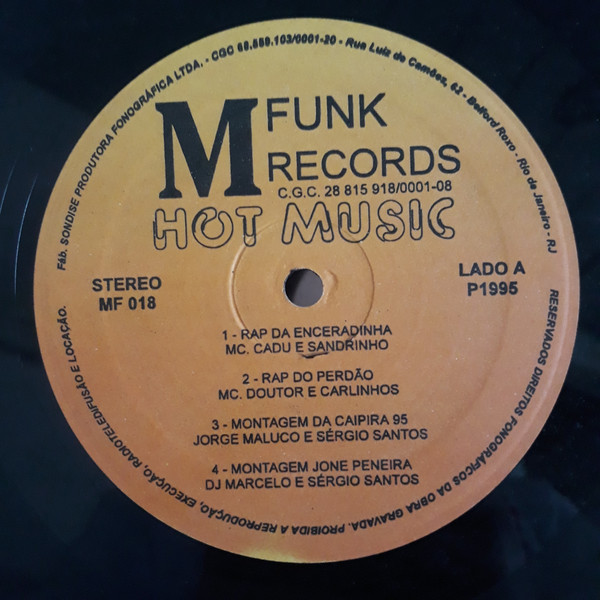 Fáb. SONDISE PRODUTORA FONOGRÁFICA LTDA. - CGC 68.559.103/0001-20 - Rua Luiz de Camões, 62 - Belford Roxo - Rio de Janeiro - RJ
M FUNK
RECORDS
C.G.C. 28 815 918/0001-08
HOT MUSIC
STEREO
MF 018
LADO A
P1995
1 - RAP DA ENCERADINHA
MC. CADU E SANDRINHO
2 - RAP DO PERDÃO
MC. DOUTOR E CARLINHOS
3 - MONTAGEM DA CAIPIRA 95
JORGE MALUCO E SÉRGIO SANTOS
4 - MONTAGEM JONE PENEIRA
DJ MARCELO E SÉRGIO SANTOS
RESERVADOS DIREITOS FONOGRÁFICOS DA OBRA GRAVADA. PROIBIDA A REPRODUÇÃO, EXECUÇÃO, RADIOTELEDIFUSÃO E LOCAÇÃO.